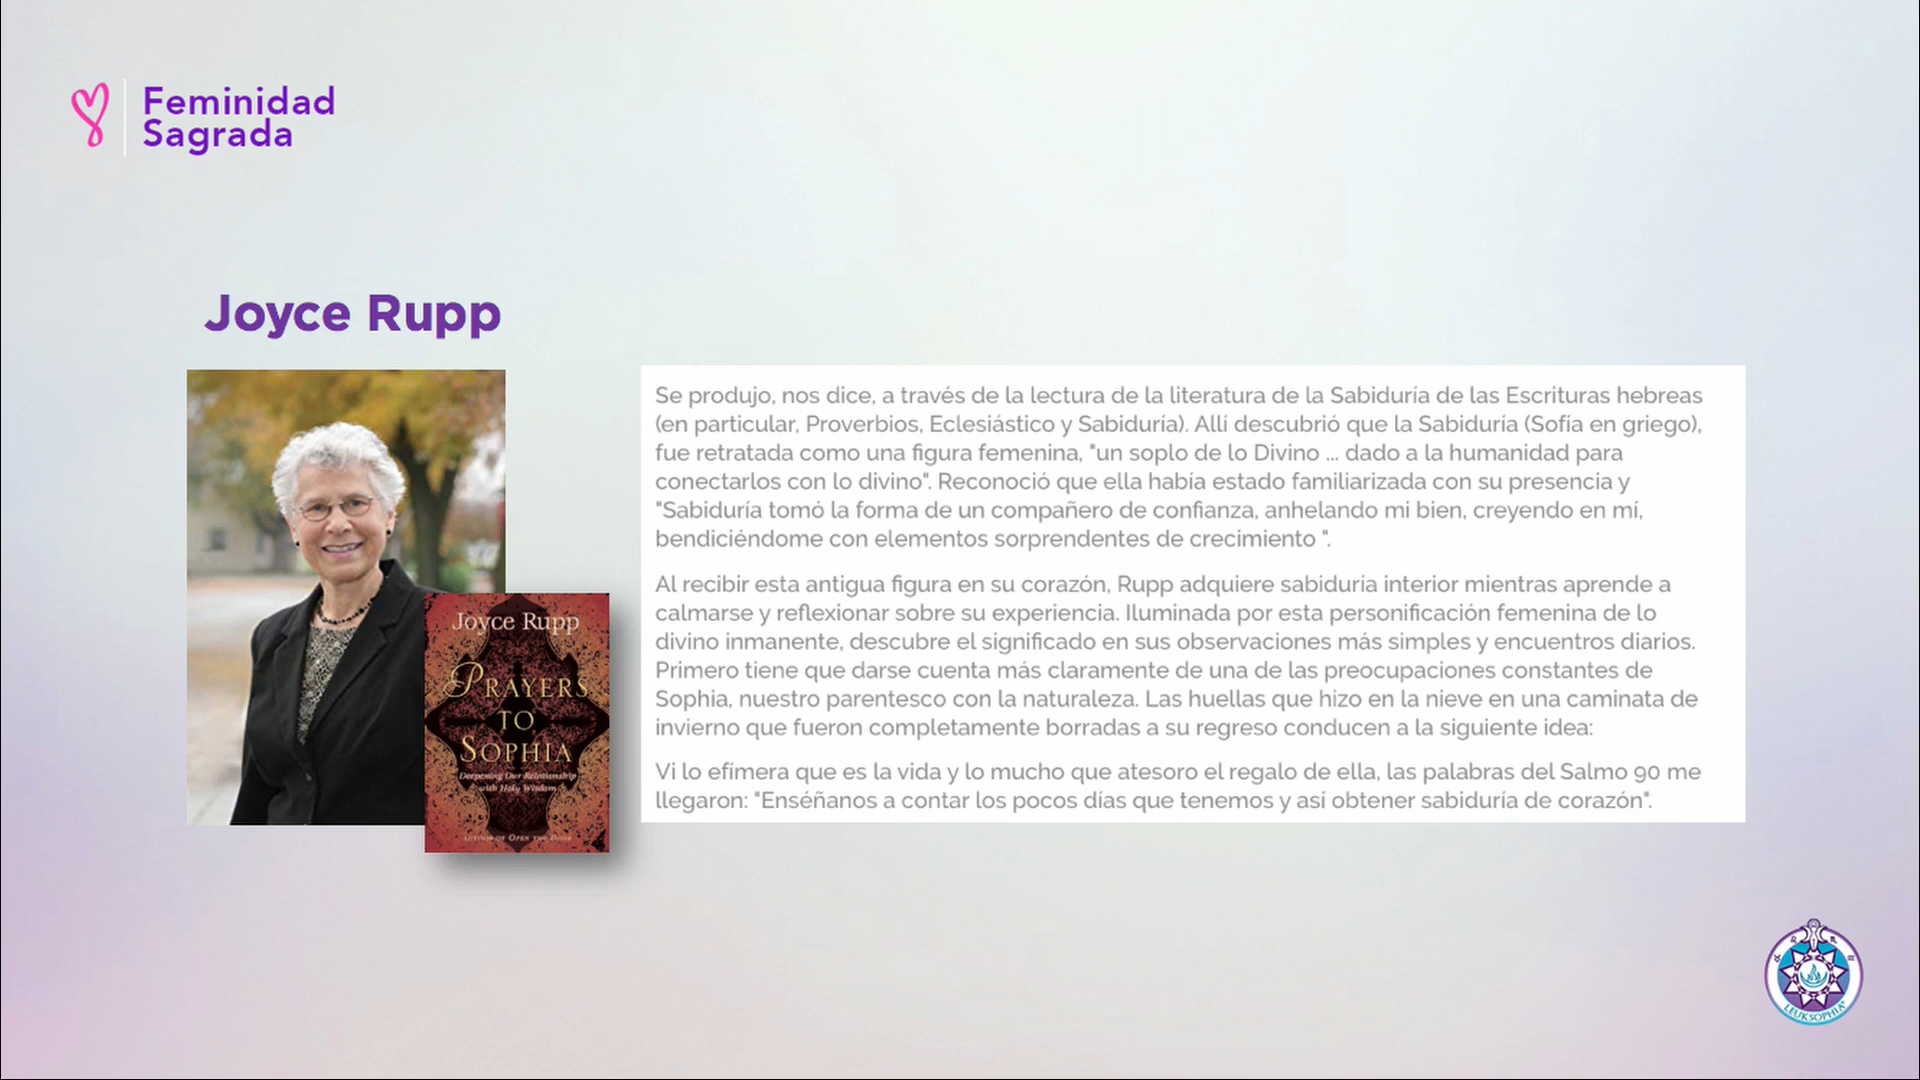 Feminidad
Sagrada
Joyce Rupp
Se produjo, nos dice, a través de la lectura de la literatura de la Sabiduría de las Escrituras hebreas
(en particular, Proverbios, Eclesiástico y Sabiduría). Allí descubrió que la Sabiduría (Sofía en griego),
fue retratada como una figura femenina, "un soplo de lo Divino ... dado a la humanidad para
conectarlos con lo divino". Reconoció que ella había estado familiarizada con su presencia y
"Sabiduría tomó la forma de un compañero de confianza, anhelando mi bien, creyendo en mí,
bendiciéndome con elementos sorprendentes de crecimiento ".
Al recibir esta antigua figura en su corazón, Rupp adquiere sabiduría interior mientras aprende a
calmarse y reflexionar sobre su experiencia. Iluminada por esta personificación femenina de lo
divino inmanente, descubre el significado en sus observaciones más simples y encuentros diarios.
Primero tiene que darse cuenta más claramente de una de las preocupaciones constantes de
Sophia, nuestro parentesco con la naturaleza. Las huellas que hizo en la nieve en una caminata de
invierno que fueron completamente borradas a su regreso conducen a la siguiente idea:
Vi lo efímera que es la vida y lo mucho que atesoro el regalo de ella, las palabras del Salmo 90 me
llegaron: "Enséñanos a contar los pocos días que tenemos y así obtener sabiduría de corazón".
Joyce Rupp
PRAYERS
TO
SOPHIA
Deepening Our Relationship
with Holy Wisdom
AUTHOR OF OPEN THE DOOR
LEUKSOPHIA